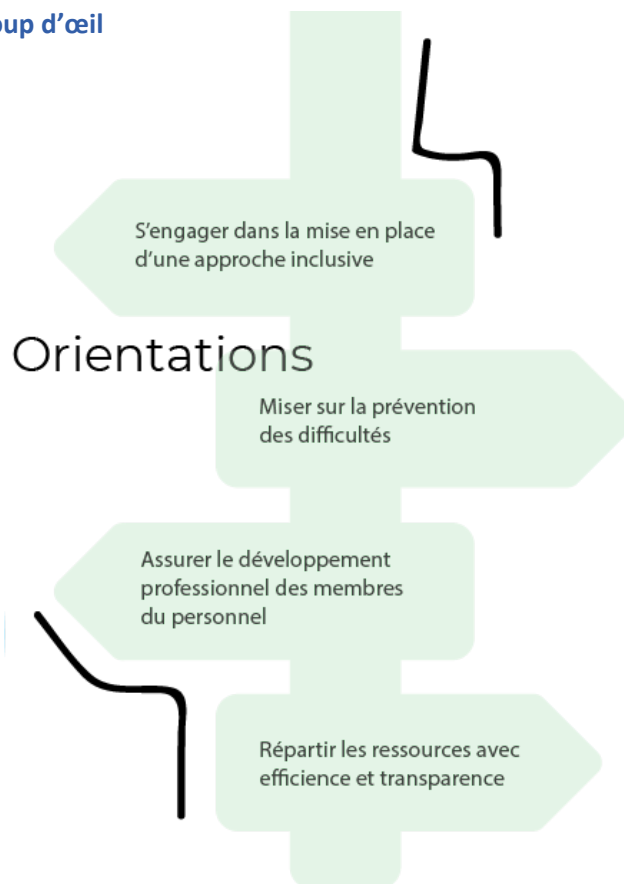 oup d’œil
S’engager dans la mise en place
d’une approche inclusive
Orientations
Miser sur la prévention
des difficultés
Assurer le développement
professionnel des membres
du personnel
Répartir les ressources avec
efficience et transparence